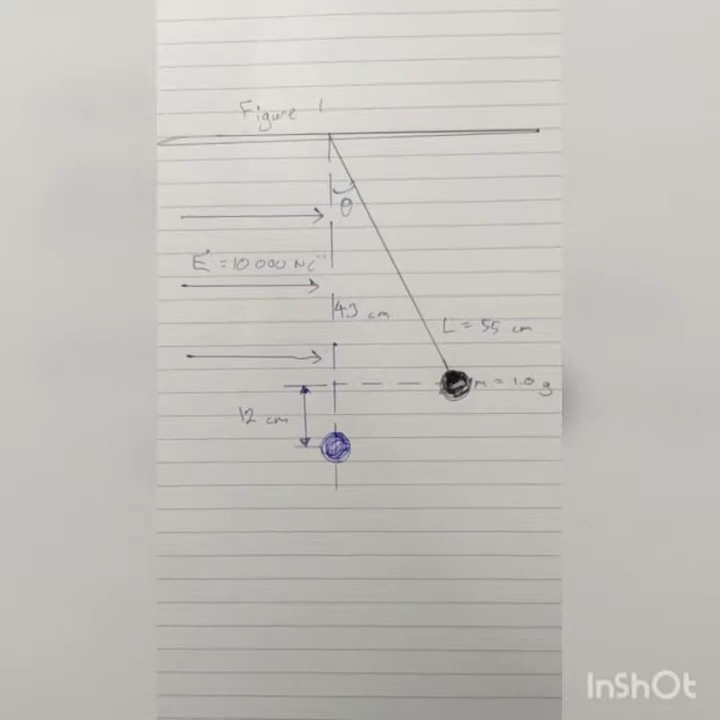 Figure 1
θ
E = 10 000 NC⁻¹
43 cm
L = 55 cm
m = 1.0 g
12 cm
InShOt